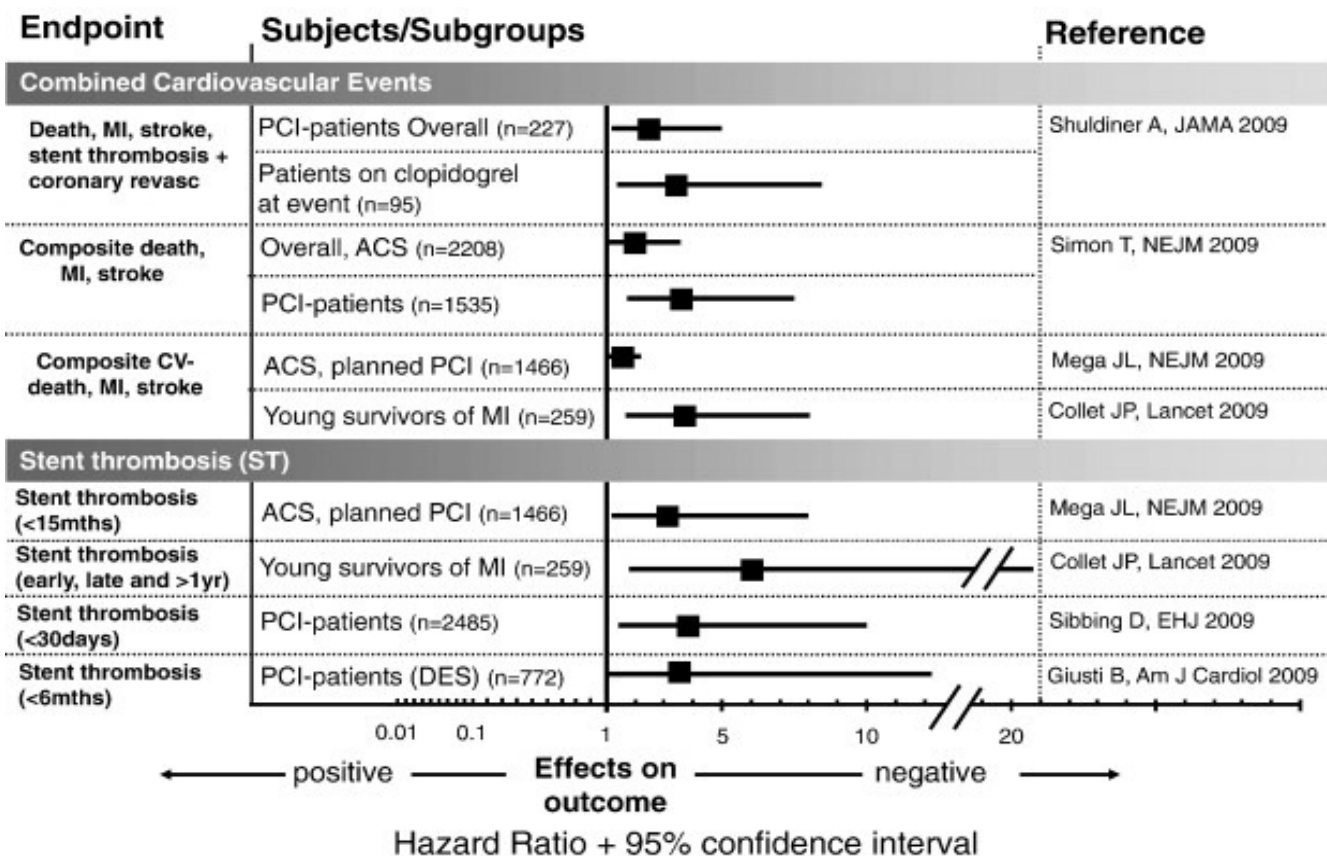 Endpoint Subjects/Subgroups Reference
Combined Cardiovascular Events
Death, MI, stroke, stent thrombosis + coronary revasc
PCI-patients Overall (n=227)
Shuldiner A, JAMA 2009
Patients on clopidogrel
at event (n=95)
Composite death,
MI, stroke
Overall, ACS (n=2208)
Simon T, NEJM 2009
PCI-patients (n=1535)
Composite CV-
death, MI, stroke
ACS, planned PCI (n=1466)
Mega JL, NEJM 2009
Young survivors of MI (n=259)
Collet JP, Lancet 2009
Stent thrombosis (ST)
Stent thrombosis
(<15mths)
ACS, planned PCI (n=1466)
Mega JL, NEJM 2009
Stent thrombosis
(early, late and >1yr)
Young survivors of MI (n=259)
Collet JP, Lancet 2009
Stent thrombosis
(<30days)
PCI-patients (n=2485)
Sibbing D, EHJ 2009
Stent thrombosis
(<6mths)
PCI-patients (DES) (n=772)
Giusti B, Am J Cardiol 2009
0.01 0.1 1 5 10 20
positive Effects on outcome negative
Hazard Ratio + 95% confidence interval